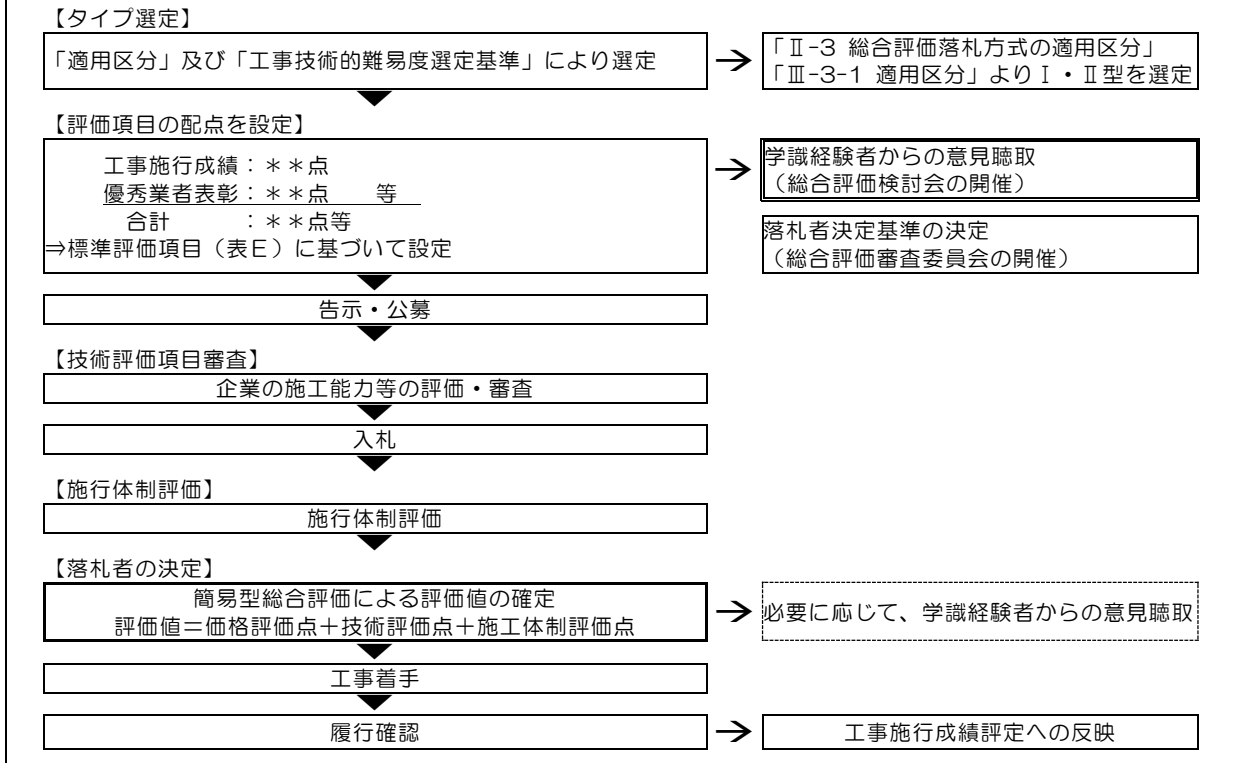 【タイプ選定】
「適用区分」及び「工事技術的難易度選定基準」により選定
→
「Ⅱ-3 総合評価落札方式の適用区分」
「Ⅲ-3-1 適用区分」よりⅠ・Ⅱ型を選定
【評価項目の配点を設定】
工事施行成績：＊＊点
優秀業者表彰：＊＊点　等
合計　：＊＊点等
⇒標準評価項目（表E）に基づいて設定
→
学識経験者からの意見聴取
（総合評価検討会の開催）
落札者決定基準の決定
（総合評価審査委員会の開催）
告示・公募
【技術評価項目審査】
企業の施工能力等の評価・審査
入札
【施行体制評価】
施行体制評価
【落札者の決定】
簡易型総合評価による評価値の確定
評価値＝価格評価点＋技術評価点＋施工体制評価点
→
必要に応じて、学識経験者からの意見聴取
工事着手
履行確認
→
工事施行成績評定への反映